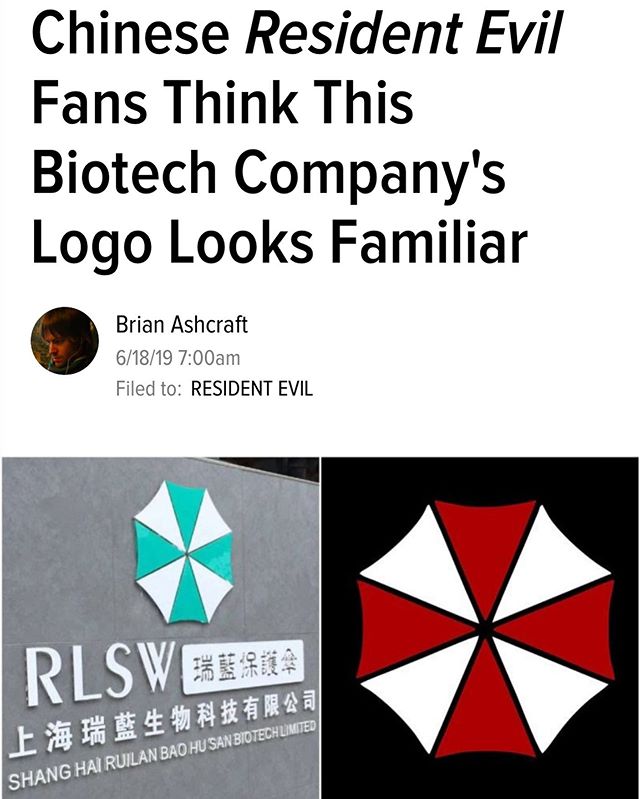 Chinese Resident Evil
Fans Think This
Biotech Company's
Logo Looks Familiar
Brian Ashcraft
6/18/19 7:00am
Filed to: RESIDENT EVIL
RLSW 瑞藍保護傘
上海瑞藍生物科技有限公司
SHANG HAI RUILAN BAO HU SAN BIOTECH LIMITED